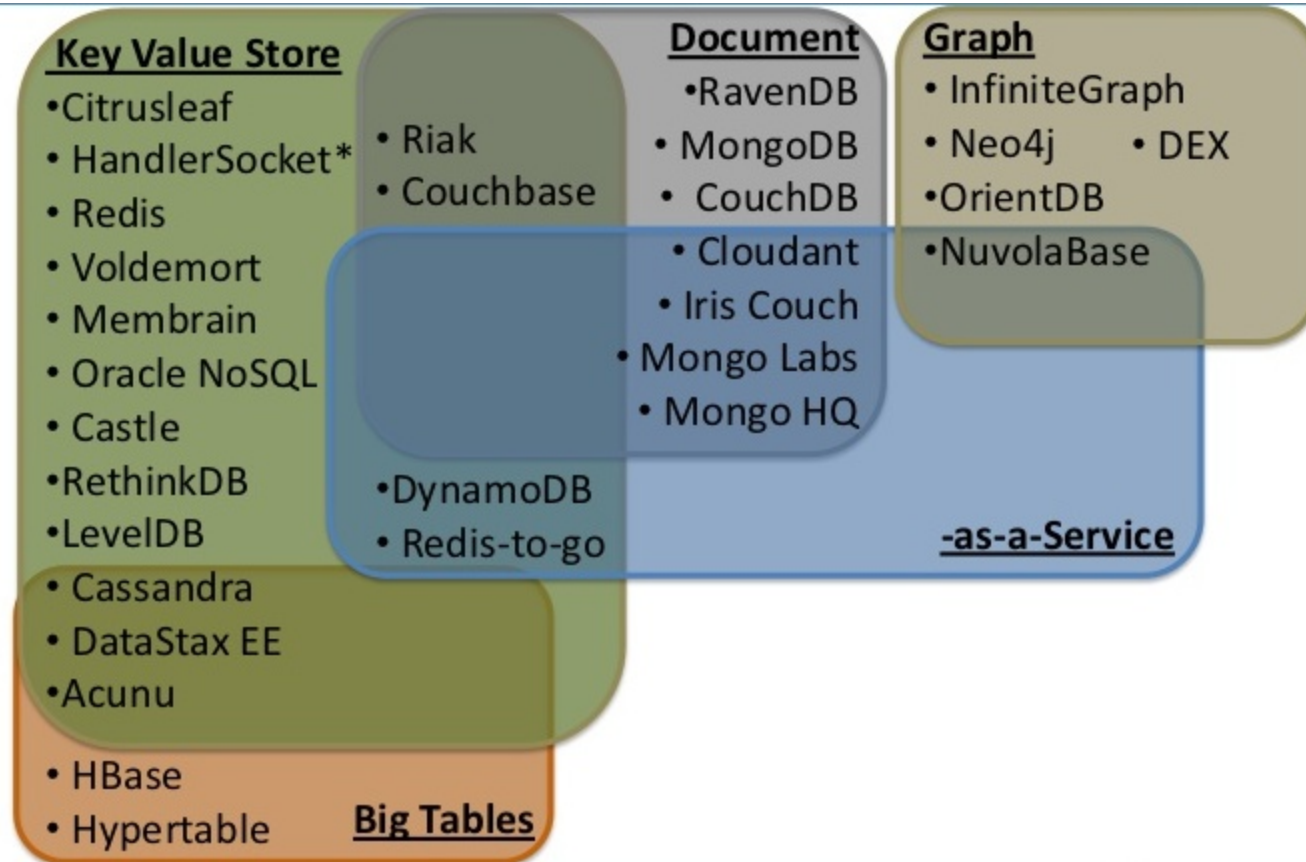 Key Value Store
•Citrusleaf
• HandlerSocket*
• Redis
• Voldemort
• Membrain
• Oracle NoSQL
• Castle
•RethinkDB
•LevelDB
• Cassandra
• DataStax EE
•Acunu
• HBase
• Hypertable
Big Tables
• Riak
• Couchbase
•DynamoDB
• Redis-to-go
Document
•RavenDB
• MongoDB
• CouchDB
• Cloudant
• Iris Couch
• Mongo Labs
• Mongo HQ
Graph
• InfiniteGraph
• Neo4j • DEX
•OrientDB
•NuvolaBase
-as-a-Service